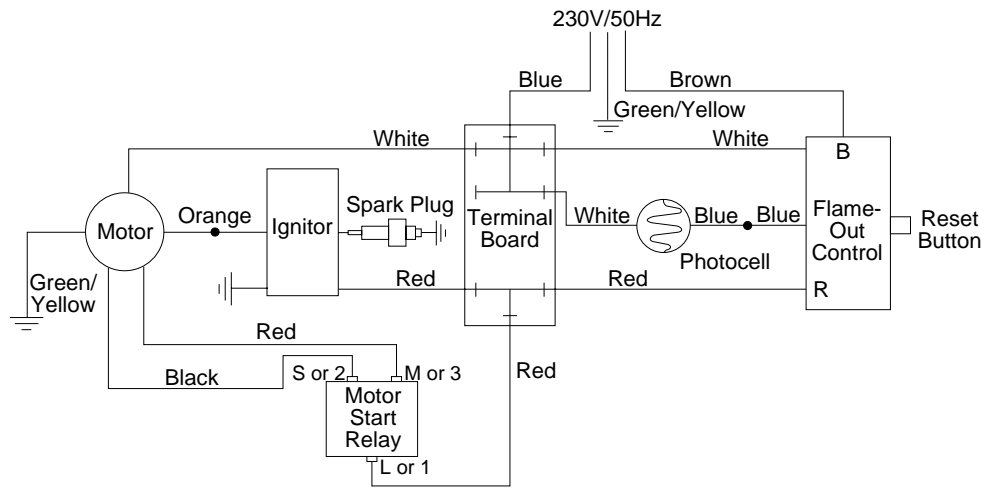 230V/50Hz
Blue
Brown
Green/Yellow
White
White
B
Orange
Ignitor
Spark Plug
Motor
Terminal
Board
White
Blue
Blue
Photocell
Flame-
Out
Control
Reset
Button
Green/
Yellow
Red
Red
R
Red
Black
S or 2
M or 3
Red
Motor
Start
Relay
L or 1